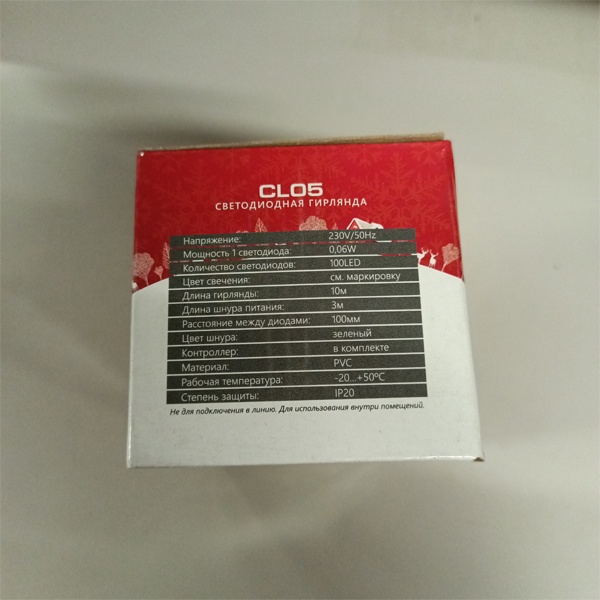 CL05
СВЕТОДИОДНАЯ ГИРЛЯНДА
Напряжение: 230V/50Hz
Мощность 1 светодиода: 0,06W
Количество светодиодов: 100LED
Цвет свечения: см. маркировку
Длина гирлянды: 10м
Длина шнура питания: 3м
Расстояние между диодами: 100мм
Цвет шнура: зеленый
Контроллер: в комплекте
Материал: PVC
Рабочая температура: -20...+50ºC
Степень защиты: IP20
Не для подключения в линию. Для использования внутри помещений.